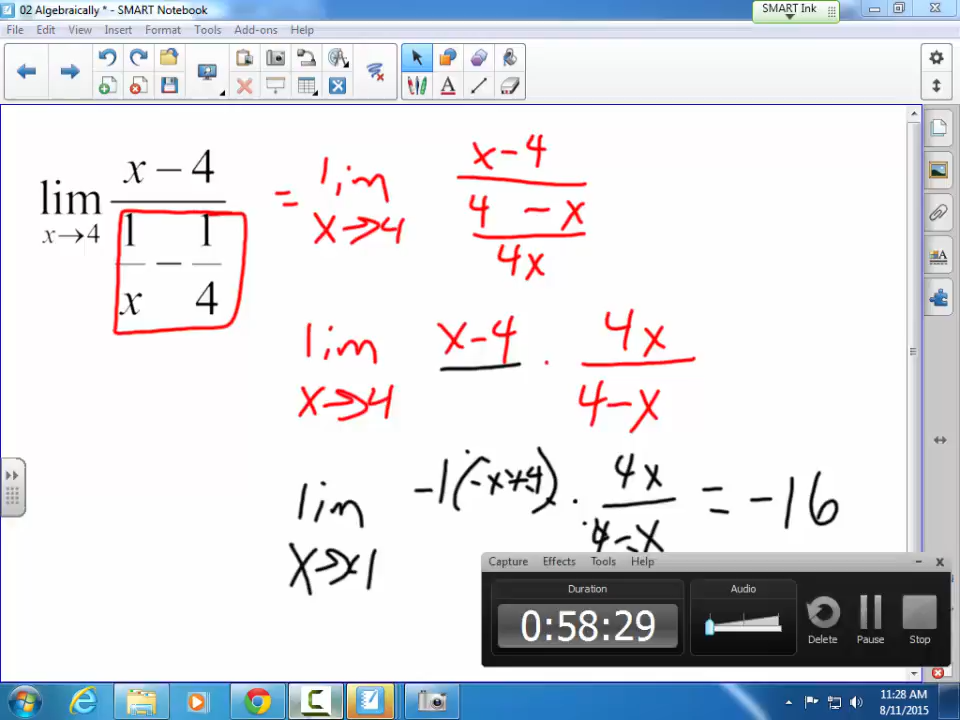 02 Algebraically * - SMART Notebook
SMART Ink
File Edit View Insert Format Tools Add-ons Help
lim x→4 (x − 4)/(1/x − 1/4) = lim x→4 (x-4)/((4 - x)/(4x))
lim x→4 x-4 · 4x/(4-x)
lim -1(-x+4) · 4x/(4-x) = -16
Capture Effects Tools Help
Duration
Audio
0:58:29
Delete Pause Stop
11:28 AM
8/11/2015